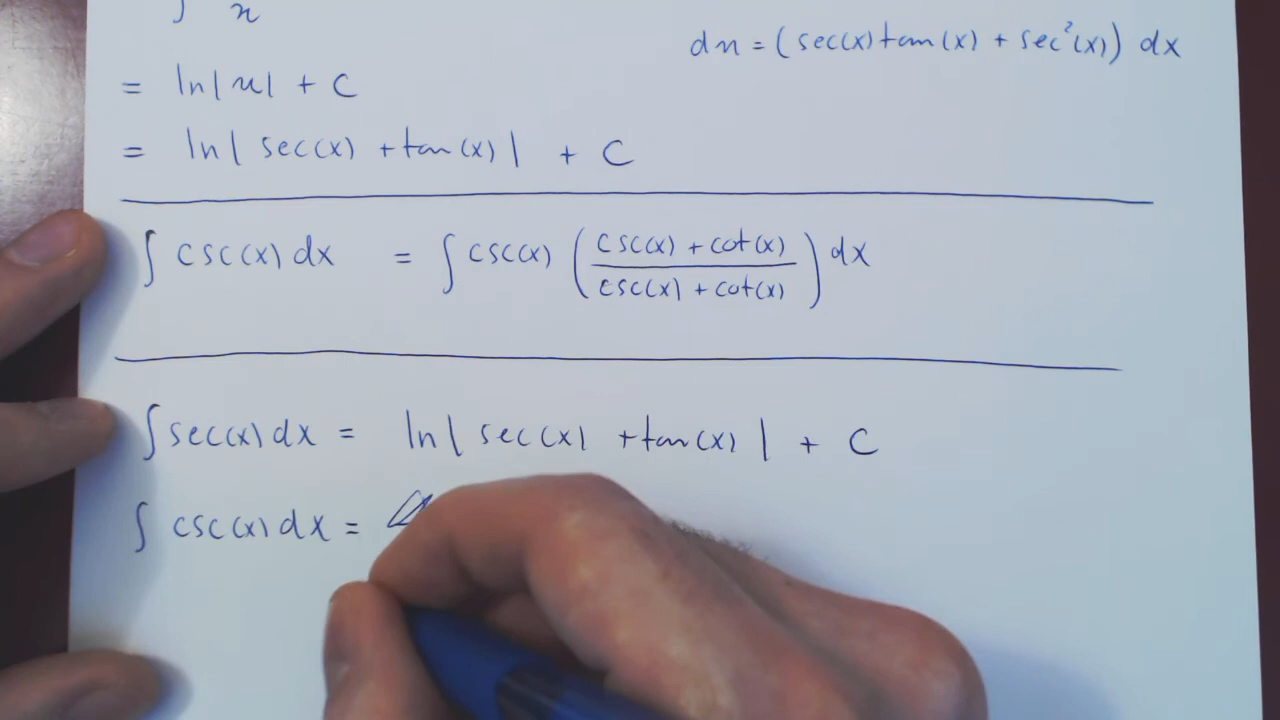 ∫ u
du = (sec(x)tan(x) + sec²(x)) dx
= ln|u| + C
= ln| sec(x) + tan(x) | + C
∫ csc(x) dx = ∫ csc(x) ( (csc(x) + cot(x)) / (csc(x) + cot(x)) ) dx
∫ sec(x) dx = ln| sec(x) + tan(x) | + C
∫ csc(x) dx =